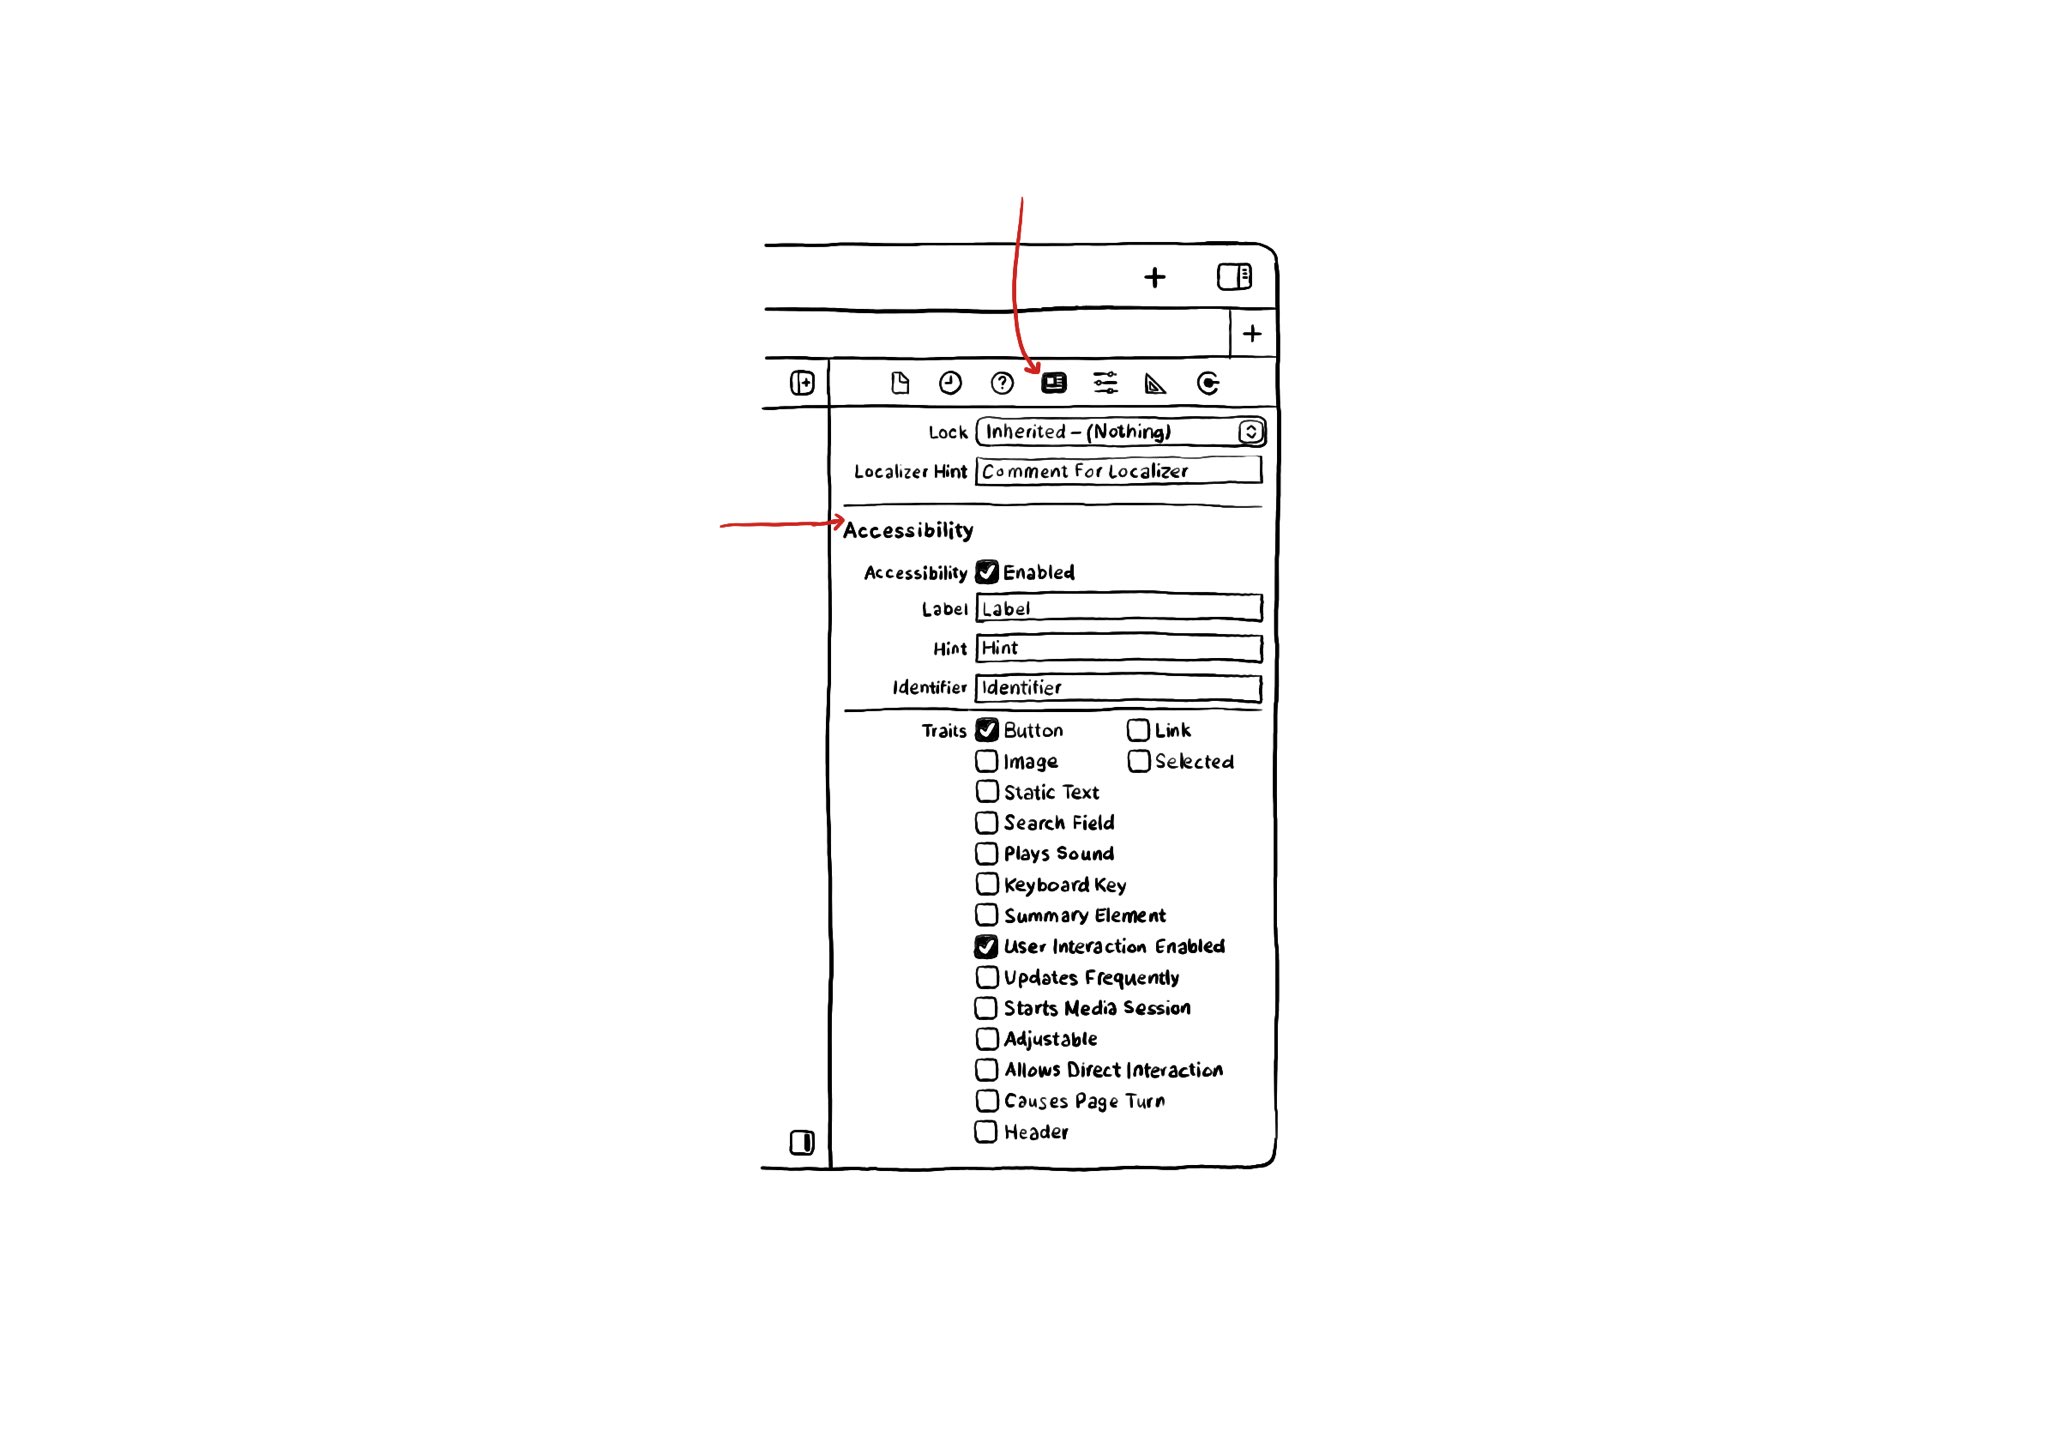 Lock Inherited - (Nothing)
Localizer Hint Comment For Localizer
Accessibility
Accessibility Enabled
Label Label
Hint Hint
Identifier Identifier
Traits Button Link
Image Selected
Static Text
Search Field
Plays Sound
Keyboard Key
Summary Element
User Interaction Enabled
Updates Frequently
Starts Media Session
Adjustable
Allows Direct Interaction
Causes Page Turn
Header